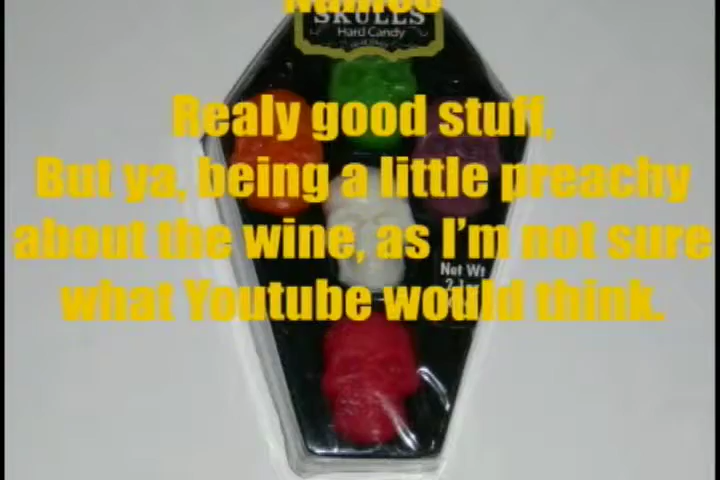 SKULLS
Hard Candy
Realy good stuff,
But ya, being a little preachy
about the wine, as I'm not sure
what Youtube would think.
Net Wt